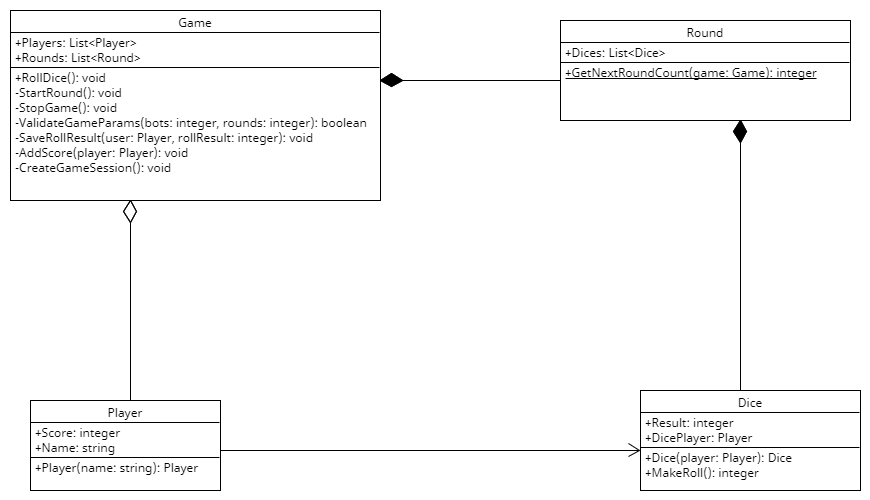 Game
+Players: List<Player>
+Rounds: List<Round>
+RollDice(): void
-StartRound(): void
-StopGame(): void
-ValidateGameParams(bots: integer, rounds: integer): boolean
-SaveRollResult(user: Player, rollResult: integer): void
-AddScore(player: Player): void
-CreateGameSession(): void
Round
+Dices: List<Dice>
+GetNextRoundCount(game: Game): integer
Player
+Score: integer
+Name: string
+Player(name: string): Player
Dice
+Result: integer
+DicePlayer: Player
+Dice(player: Player): Dice
+MakeRoll(): integer